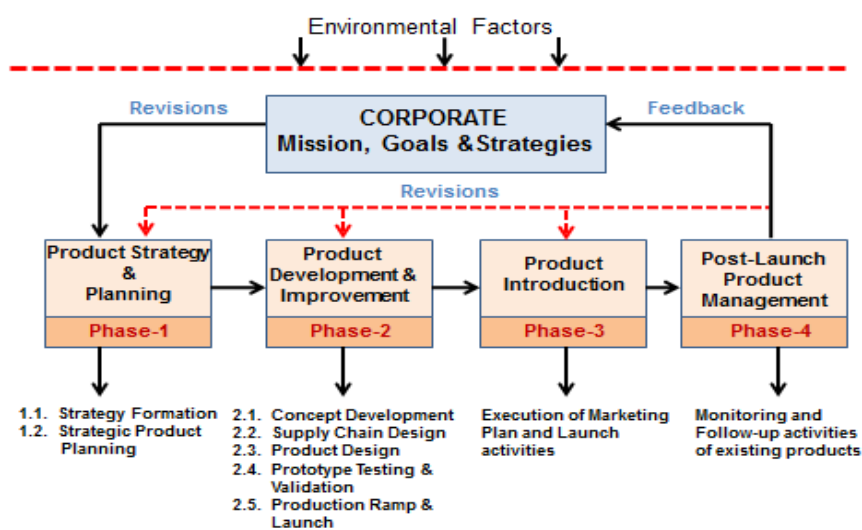 Environmental Factors
Revisions
CORPORATE
Mission, Goals & Strategies
Feedback
Revisions
Product Strategy
&
Planning
Phase-1
Product
Development &
Improvement
Phase-2
Product
Introduction
Phase-3
Post-Launch
Product
Management
Phase-4
1.1. Strategy Formation
1.2. Strategic Product
Planning
2.1. Concept Development
2.2. Supply Chain Design
2.3. Product Design
2.4. Prototype Testing &
Validation
2.5. Production Ramp &
Launch
Execution of Marketing
Plan and Launch
activities
Monitoring and
Follow-up activities
of existing products